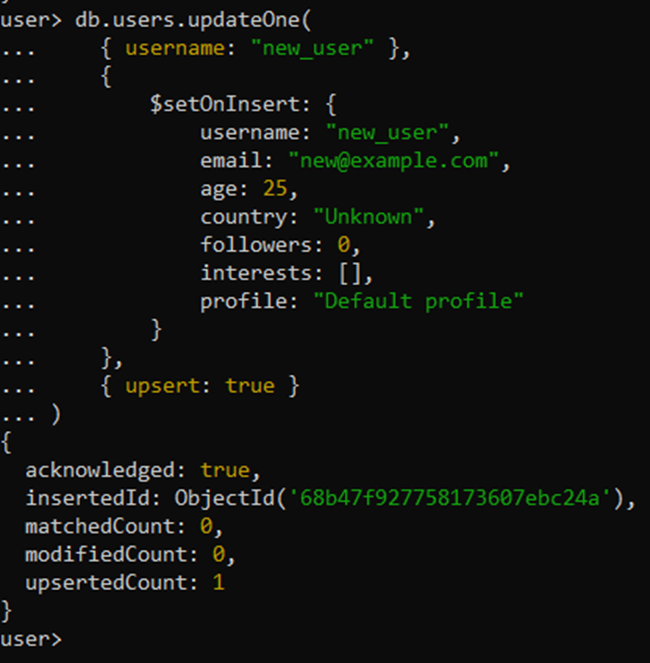 user> db.users.updateOne(
...     { username: "new_user" },
...     {
...         $setOnInsert: {
...             username: "new_user",
...             email: "new@example.com",
...             age: 25,
...             country: "Unknown",
...             followers: 0,
...             interests: [],
...             profile: "Default profile"
...         }
...     },
...     { upsert: true }
... )
{
  acknowledged: true,
  insertedId: ObjectId('68b47f927758173607ebc24a'),
  matchedCount: 0,
  modifiedCount: 0,
  upsertedCount: 1
}
user>